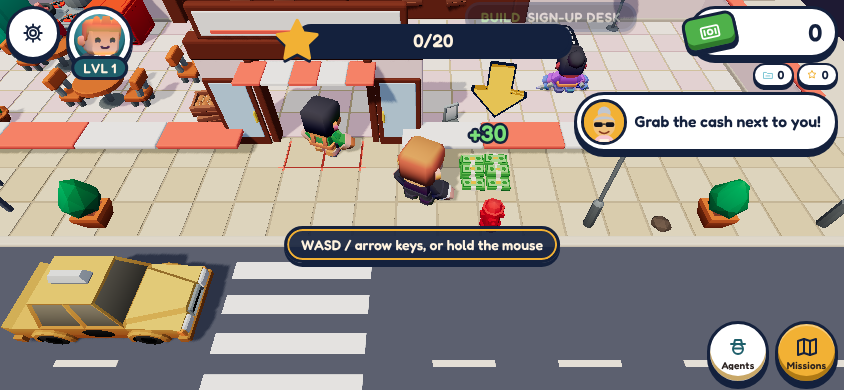 BUILD SIGN-UP DESK
0/20
0
LVL 1
0
0
Grab the cash next to you!
+30
WASD / arrow keys, or hold the mouse
Agents
Missions